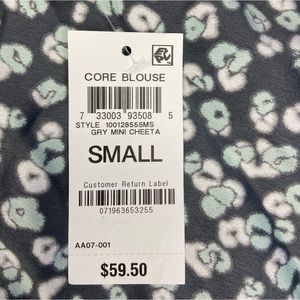 CORE BLOUSE
7 33003 93508 5
STYLE 100128555MS
GRY MINI CHEETA
SMALL
Customer Return Label
071963653255
AA07-001
$59.50